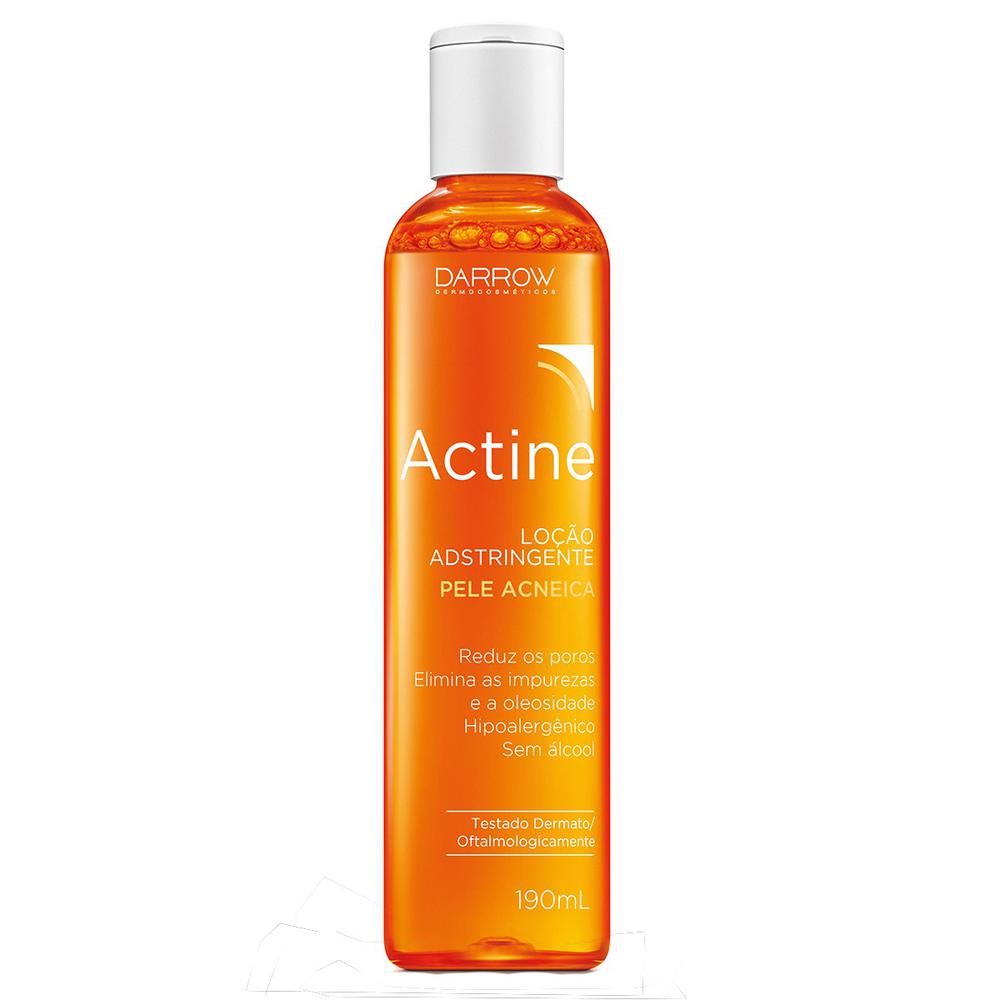 DARROW
DERMOCOSMÉTICOS
Actine
LOÇÃO
ADSTRINGENTE
PELE ACNEICA
Reduz os poros
Elimina as impurezas
e a oleosidade
Hipoalergênico
Sem álcool
Testado Dermato/
Oftalmologicamente
190mL